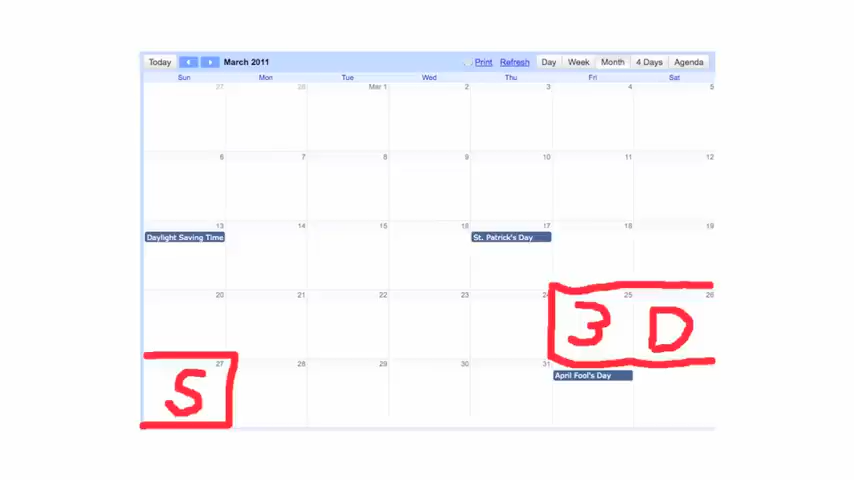 Today March 2011 Print Refresh Day Week Month 4 Days Agenda
Sun Mon Tue Wed Thu Fri Sat
27 28 Mar 1 2 3 4 5
6 7 8 9 10 11 12
13 14 15 16 17 18 19
Daylight Saving Time St. Patrick's Day
20 21 22 23 24 25 26
3 D
27 28 29 30 31
April Fool's Day
S